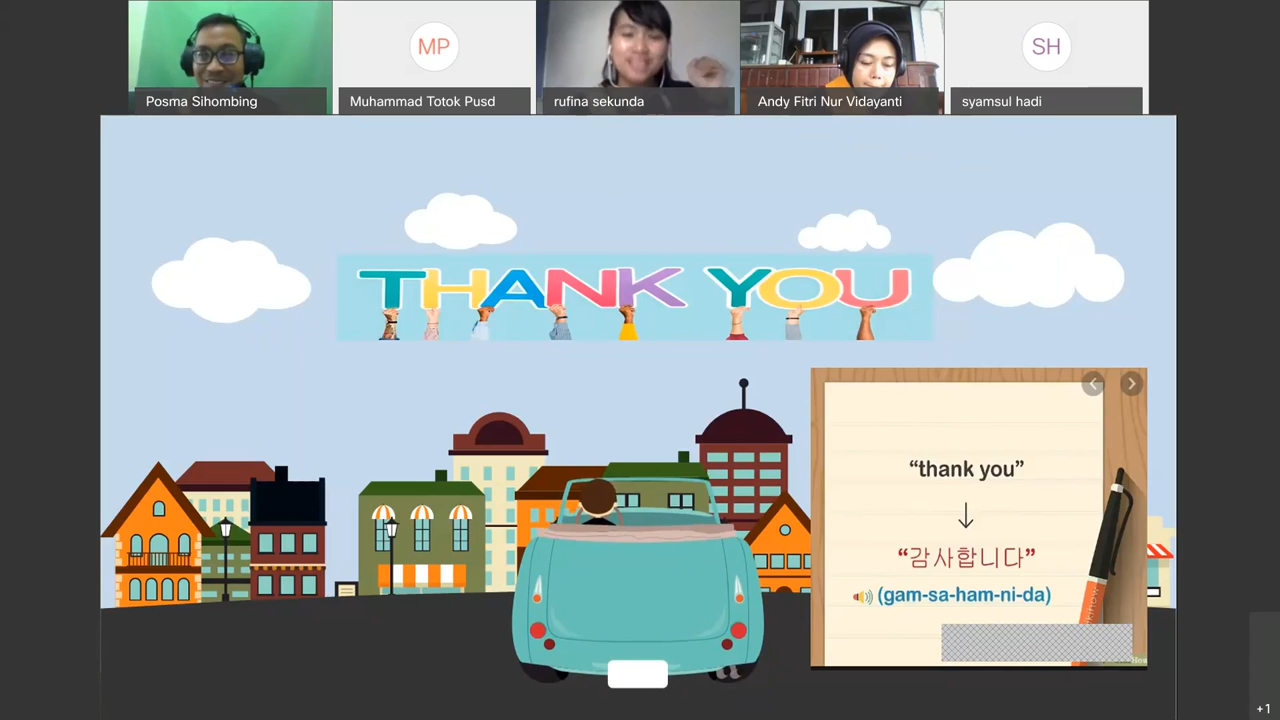 MP
SH
Posma Sihombing
Muhammad Totok Pusd
rufina sekunda
Andy Fitri Nur Vidayanti
syamsul hadi
THANK YOU
“thank you”
↓
“감사합니다”
(gam-sa-ham-ni-da)
+1